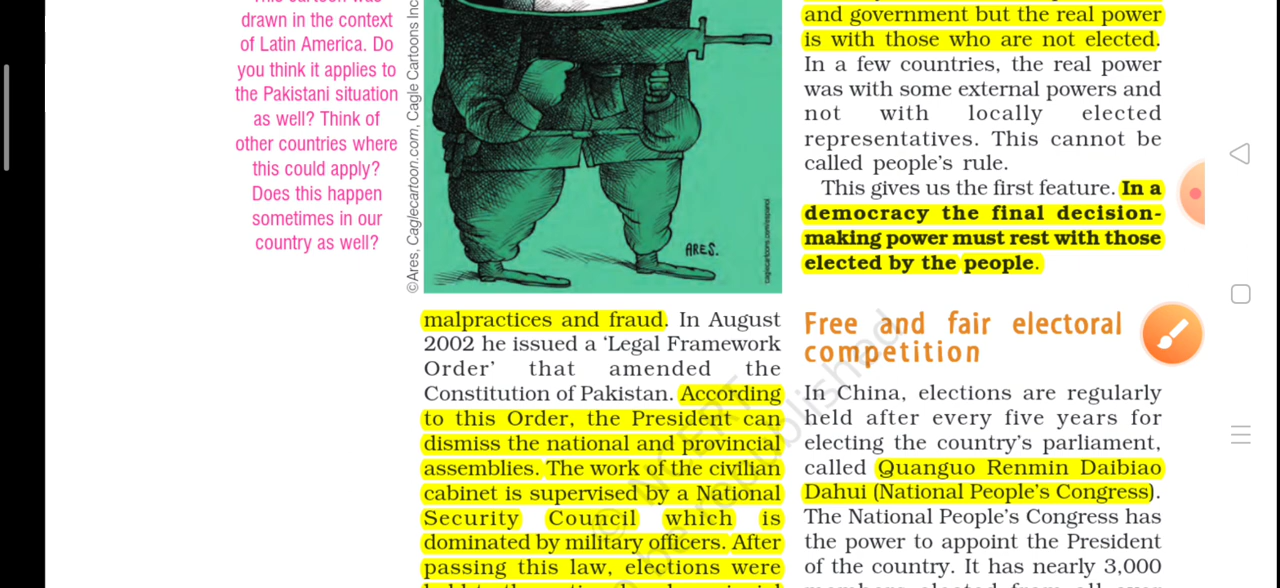 This cartoon was
drawn in the context
of Latin America. Do
you think it applies to
the Pakistani situation
as well? Think of
other countries where
this could apply?
Does this happen
sometimes in our
country as well?
©Ares, Caglecartoon.com, Cagle Cartoons Inc
ARES.
caglecartoons.com/espanol
malpractices and fraud. In August
2002 he issued a ‘Legal Framework
Order’ that amended the
Constitution of Pakistan. According
to this Order, the President can
dismiss the national and provincial
assemblies. The work of the civilian
cabinet is supervised by a National
Security Council which is
dominated by military officers. After
passing this law, elections were
and government but the real power
is with those who are not elected.
In a few countries, the real power
was with some external powers and
not with locally elected
representatives. This cannot be
called people’s rule.
This gives us the first feature. In a
democracy the final decision-
making power must rest with those
elected by the people.
Free and fair electoral
competition
In China, elections are regularly
held after every five years for
electing the country’s parliament,
called Quanguo Renmin Daibiao
Dahui (National People’s Congress).
The National People’s Congress has
the power to appoint the President
of the country. It has nearly 3,000
members elected from all over